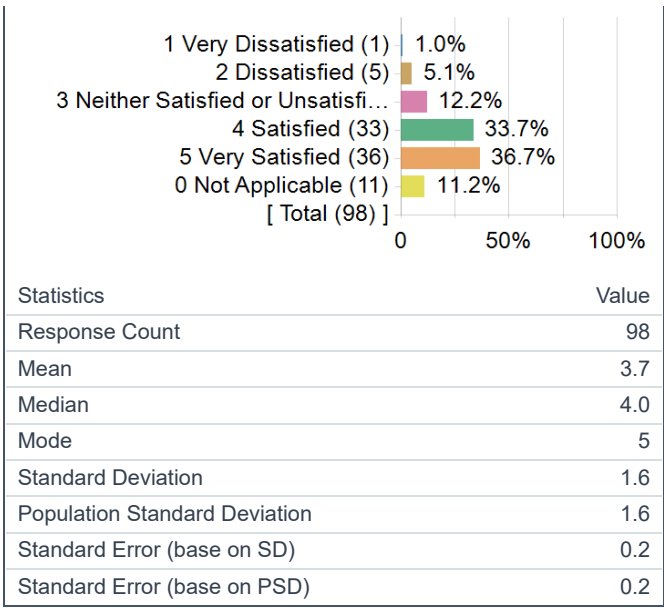 1 Very Dissatisfied (1) 1.0%
2 Dissatisfied (5) 5.1%
3 Neither Satisfied or Unsatisfi... 12.2%
4 Satisfied (33) 33.7%
5 Very Satisfied (36) 36.7%
0 Not Applicable (11) 11.2%
[ Total (98) ]
0 50% 100%
Statistics Value
Response Count 98
Mean 3.7
Median 4.0
Mode 5
Standard Deviation 1.6
Population Standard Deviation 1.6
Standard Error (base on SD) 0.2
Standard Error (base on PSD) 0.2